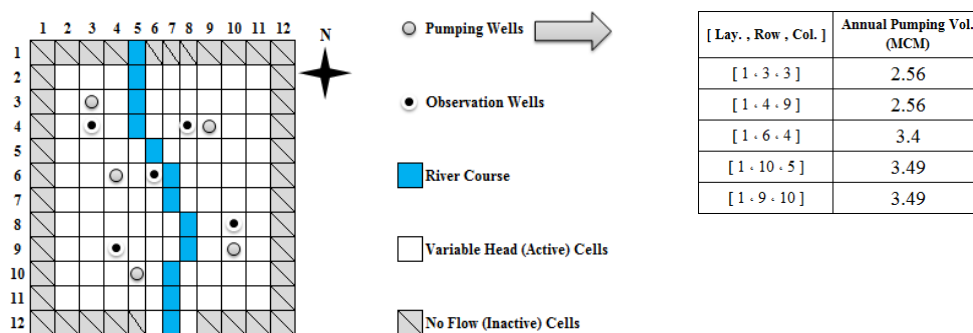 1 2 3 4 5 6 7 8 9 10 11 12
1
2
3
4
5
6
7
8
9
10
11
12
N
Pumping Wells
Observation Wells
River Course
Variable Head (Active) Cells
No Flow (Inactive) Cells
[ Lay. , Row , Col. ] Annual Pumping Vol. (MCM)
[ 1 ، 3 ، 3 ] 2.56
[ 1 ، 4 ، 9 ] 2.56
[ 1 ، 6 ، 4 ] 3.4
[ 1 ، 10 ، 5 ] 3.49
[ 1 ، 9 ، 10 ] 3.49